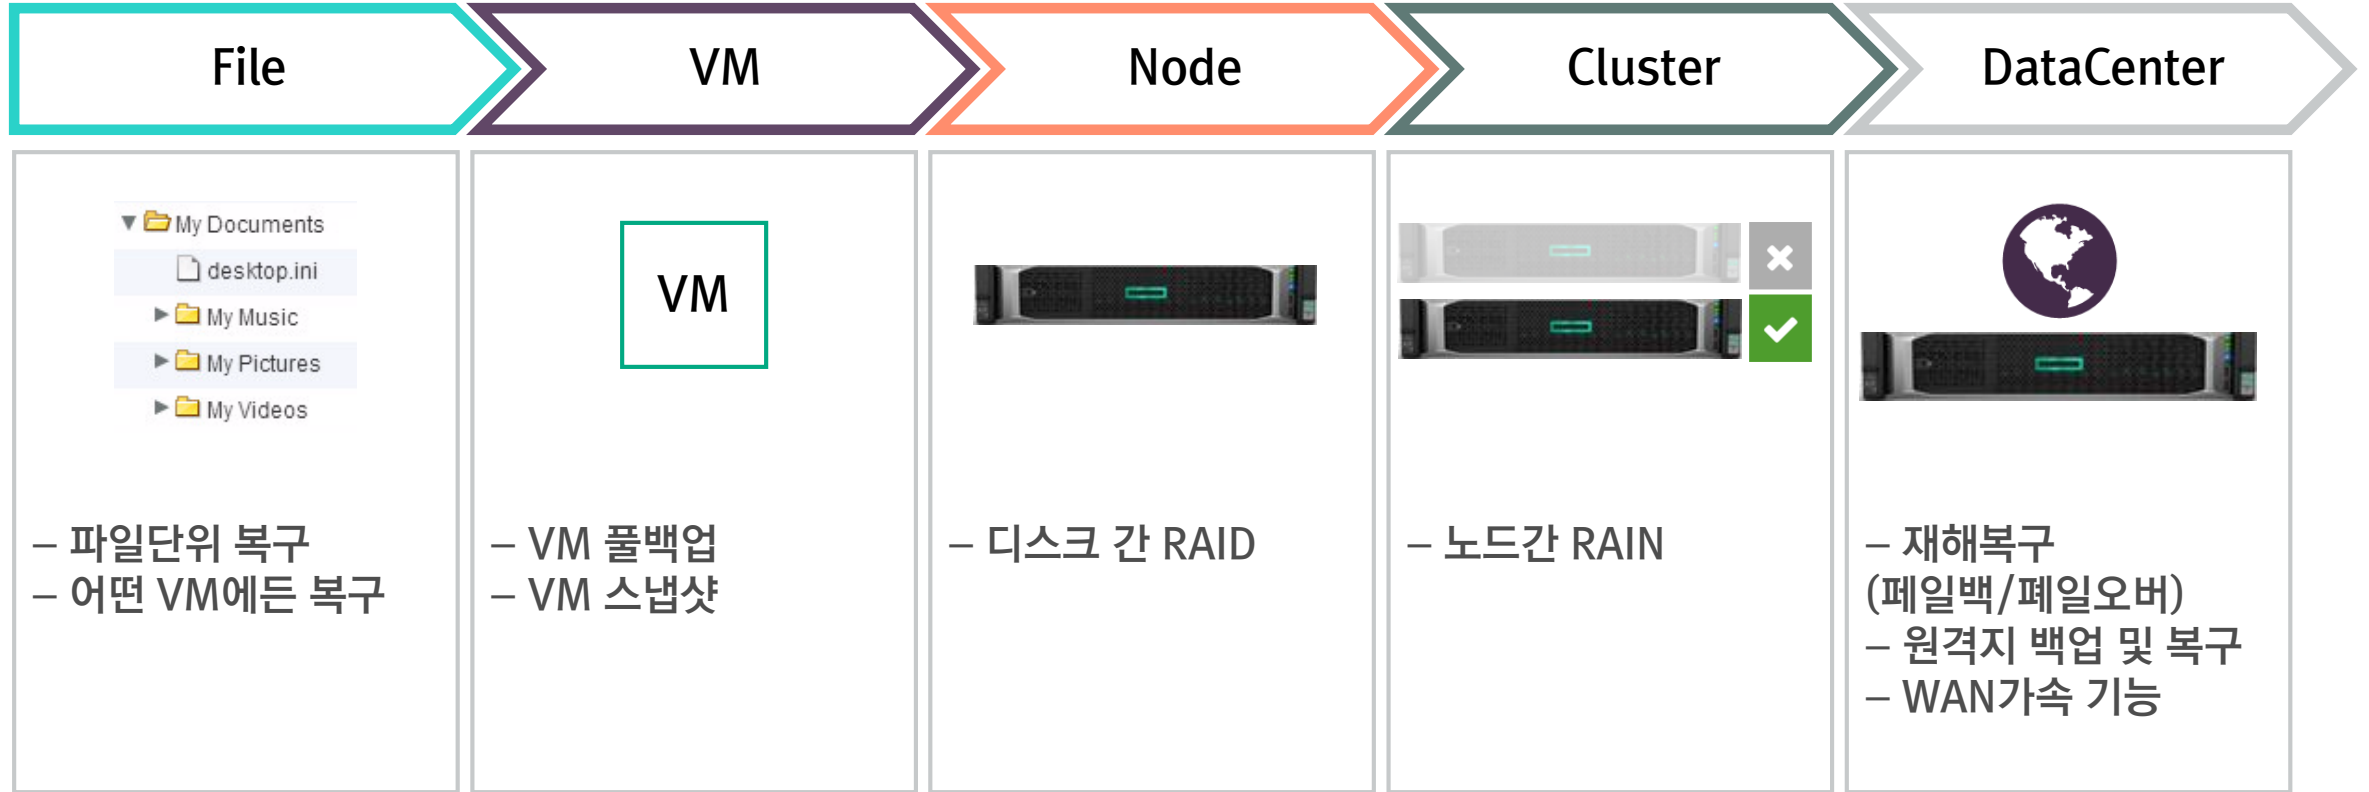 File
VM
Node
Cluster
DataCenter
My Documents
desktop.ini
My Music
My Pictures
My Videos
– 파일단위 복구
– 어떤 VM에든 복구
VM
– VM 풀백업
– VM 스냅샷
– 디스크 간 RAID
– 노드간 RAIN
– 재해복구
(페일백/폐일오버)
– 원격지 백업 및 복구
– WAN가속 기능